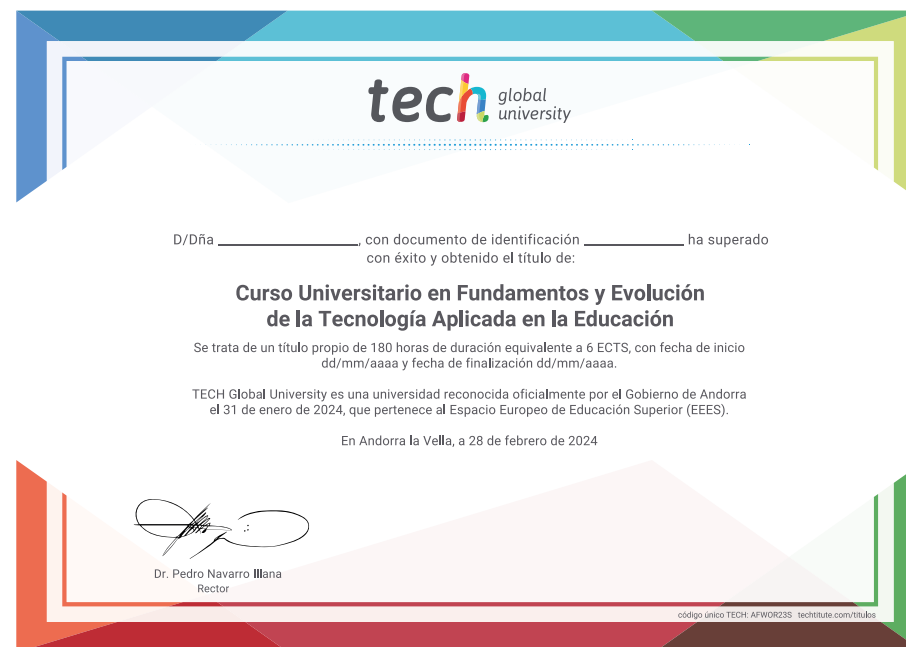 tech global university
D/Dña ____________________, con documento de identificación ______________ ha superado
con éxito y obtenido el título de:
Curso Universitario en Fundamentos y Evolución
de la Tecnología Aplicada en la Educación
Se trata de un título propio de 180 horas de duración equivalente a 6 ECTS, con fecha de inicio
dd/mm/aaaa y fecha de finalización dd/mm/aaaa.
TECH Global University es una universidad reconocida oficialmente por el Gobierno de Andorra
el 31 de enero de 2024, que pertenece al Espacio Europeo de Educación Superior (EEES).
En Andorra la Vella, a 28 de febrero de 2024
Dr. Pedro Navarro Illana
Rector
código único TECH: AFWOR23S techtitute.com/titulos